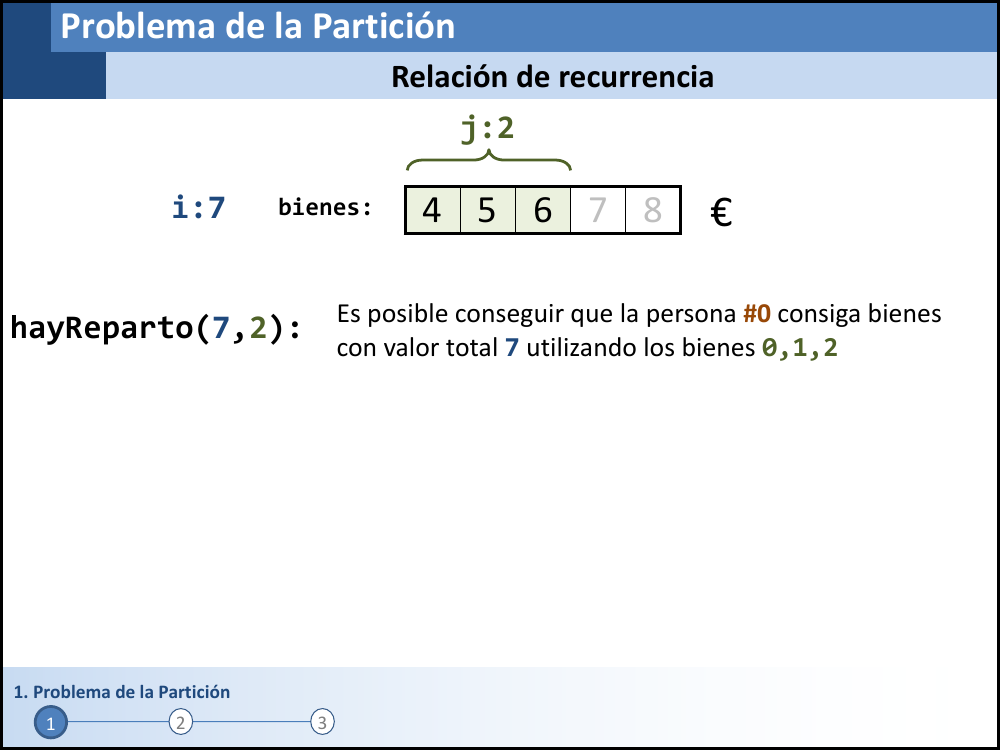 Problema de la Partición
Relación de recurrencia
j:2
i:7 bienes: 4 5 6 7 8 €
hayReparto(7,2): Es posible conseguir que la persona #0 consiga bienes
con valor total 7 utilizando los bienes 0,1,2
1. Problema de la Partición
1 2 3